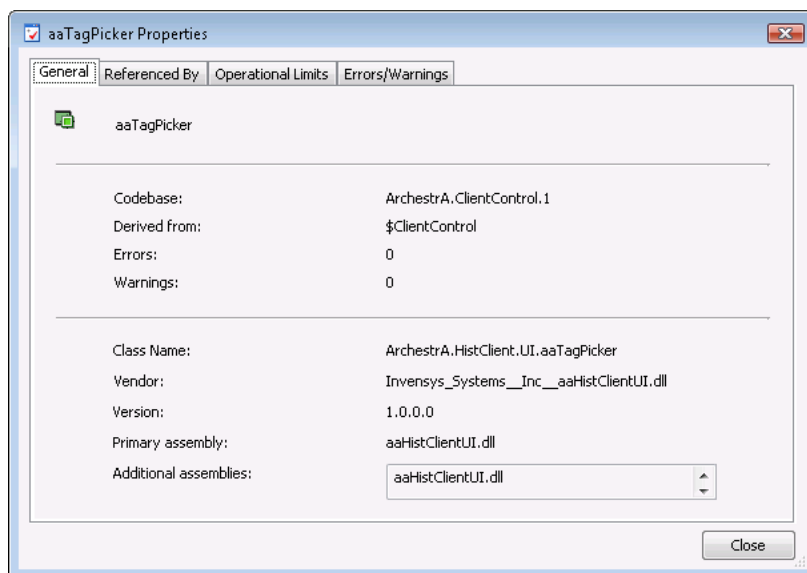 aaTagPicker Properties
General Referenced By Operational Limits Errors/Warnings
aaTagPicker
Codebase: ArchestrA.ClientControl.1
Derived from: $ClientControl
Errors: 0
Warnings: 0
Class Name: ArchestrA.HistClient.UI.aaTagPicker
Vendor: Invensys_Systems__Inc__aaHistClientUI.dll
Version: 1.0.0.0
Primary assembly: aaHistClientUI.dll
Additional assemblies: aaHistClientUI.dll
Close